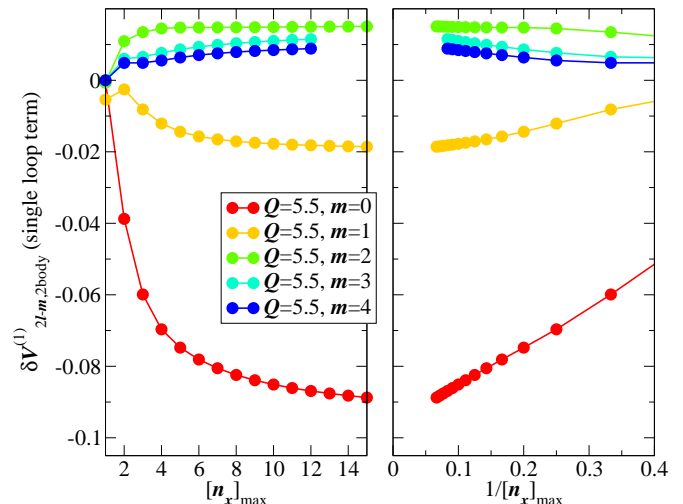 0
-0.02
-0.04
-0.06
-0.08
-0.1
δV^(1)_2l-m,2body (single loop term)
Q=5.5, m=0
Q=5.5, m=1
Q=5.5, m=2
Q=5.5, m=3
Q=5.5, m=4
2 4 6 8 10 12 14
[n_x]_max
0 0.1 0.2 0.3 0.4
1/[n_x]_max